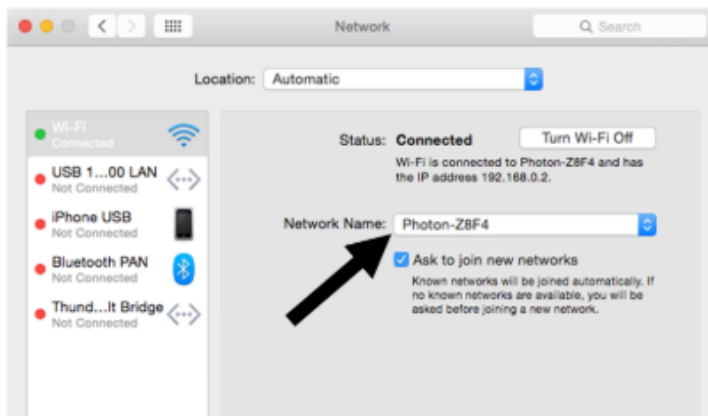 Network
Search
Location: Automatic
Wi-Fi
Connected
USB 1...00 LAN
Not Connected
iPhone USB
Not Connected
Bluetooth PAN
Not Connected
Thund...lt Bridge
Not Connected
Status: Connected
Turn Wi-Fi Off
Wi-Fi is connected to Photon-Z8F4 and has
the IP address 192.168.0.2.
Network Name: Photon-Z8F4
Ask to join new networks
Known networks will be joined automatically. If
no known networks are available, you will be
asked before joining a new network.